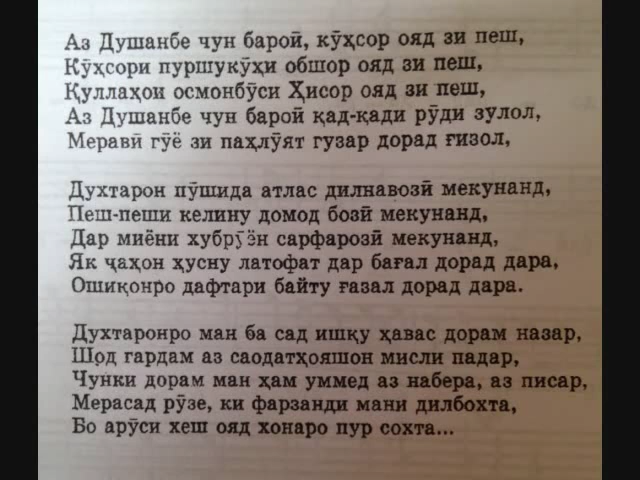 Аз Душанбе чун барой, кӯҳсор ояд зи пеш,
Кӯҳсори пуршукӯҳи обшор ояд зи пеш,
Қуллаҳои осмонбӯси Ҳисор ояд зи пеш,
Аз Душанбе чун барой қад-қади рӯди зулол,
Меравӣ гӯё зи паҳлӯят гузар дорад ғизол,
Духтарон пӯшида атлас дилнавозӣ мекунанд,
Пеш-пеши келину домод бозӣ мекунанд,
Дар миёни хубрӯён сарфарозӣ мекунанд,
Як ҷаҳон ҳусну латофат дар бағал дорад дара,
Ошиқонро дафтари байту ғазал дорад дара.
Духтаронро ман ба сад ишқу ҳавас дорам назар,
Шод гардам аз саодатҳояшон мисли падар,
Чунки дорам ман ҳам уммед аз набера, аз писар,
Мерасад рӯзе, ки фарзанди мани дилбохта,
Бо арӯси хеш ояд хонаро пур сохта...